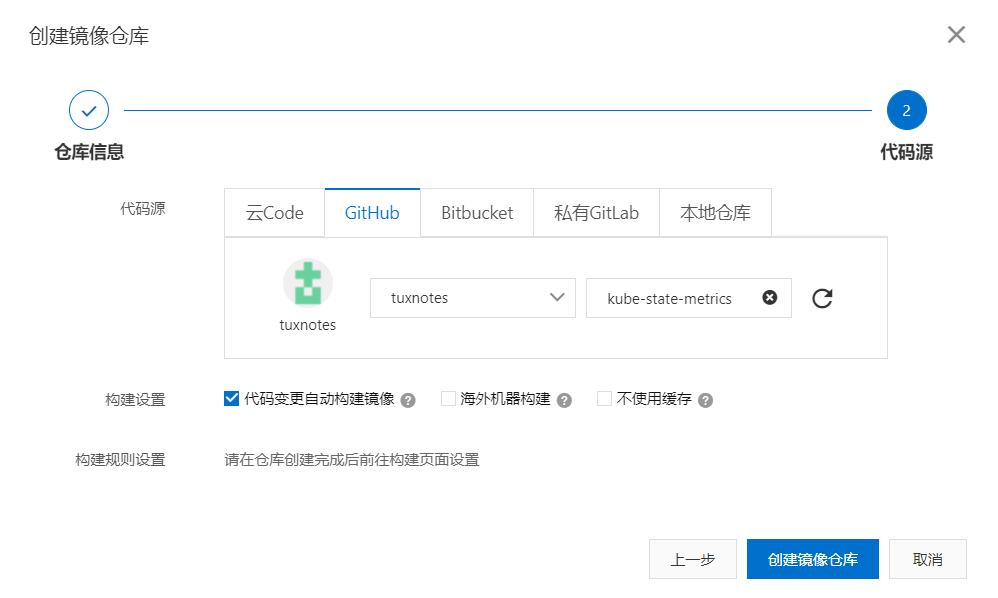 创建镜像仓库
2
仓库信息 代码源
代码源 云Code GitHub Bitbucket 私有GitLab 本地仓库
tuxnotes kube-state-metrics
tuxnotes
构建设置 代码变更自动构建镜像 ? 海外机器构建 ? 不使用缓存 ?
构建规则设置 请在仓库创建完成后前往构建页面设置
上一步 创建镜像仓库 取消